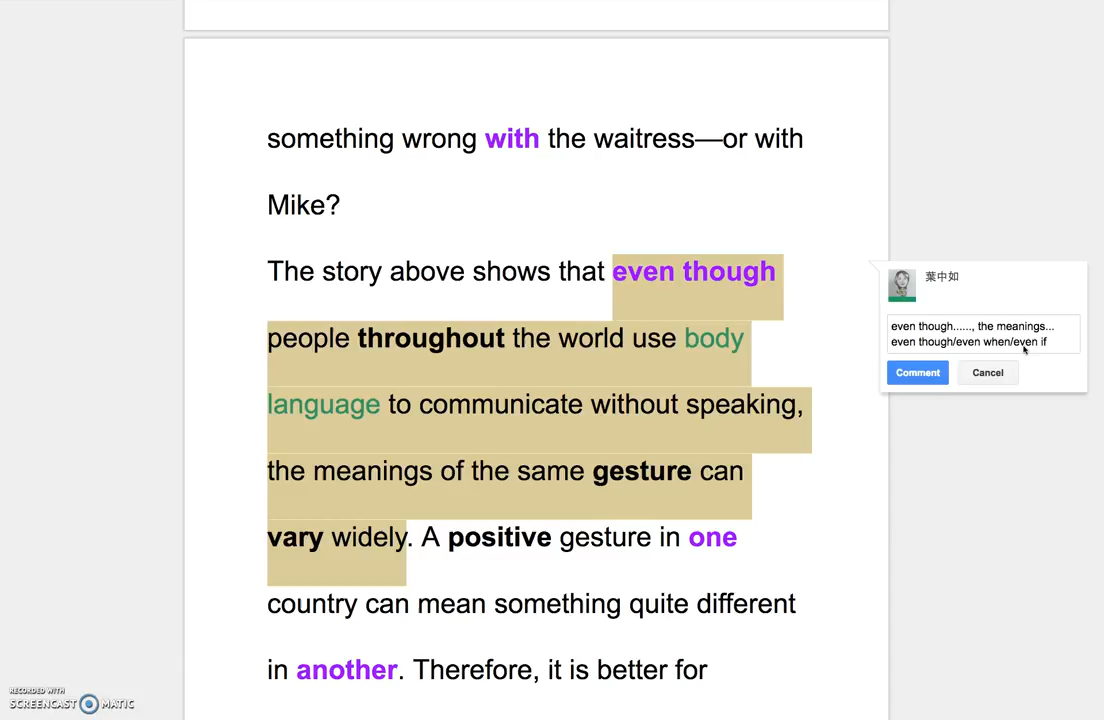 something wrong with the waitress—or with
Mike?
The story above shows that even though
people throughout the world use body
language to communicate without speaking,
the meanings of the same gesture can
vary widely. A positive gesture in one
country can mean something quite different
in another. Therefore, it is better for
葉中如
even though......, the meanings...
even though/even when/even if
Comment Cancel
RECORDED WITH
SCREENCAST MATIC